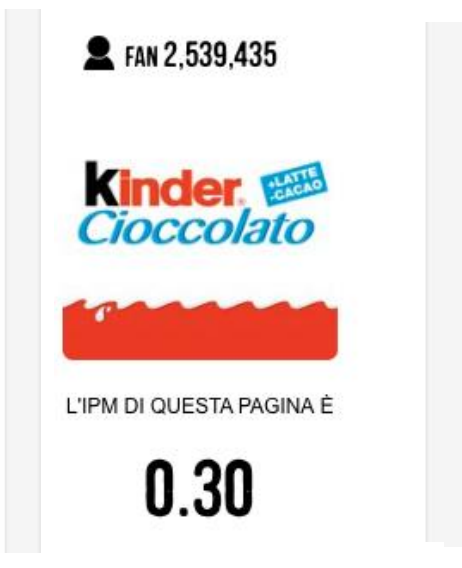 FAN 2,539,435
+LATTE
-CACAO
Kinder®
Cioccolato
L'IPM DI QUESTA PAGINA È
0.30